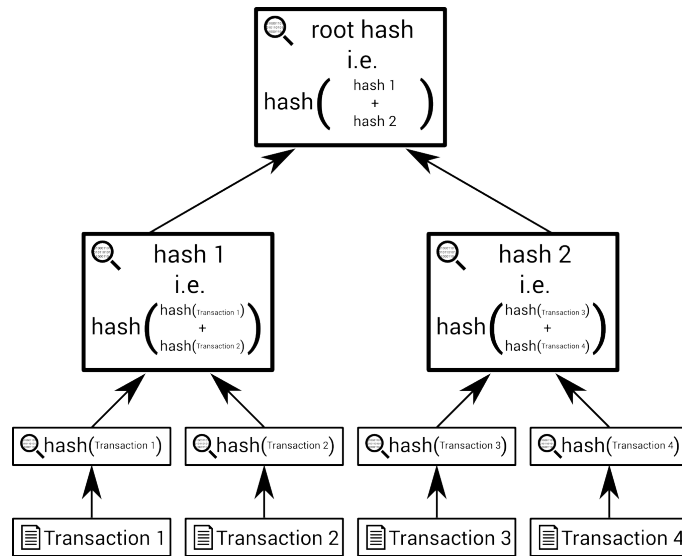 root hash
i.e.
hash( hash 1
+
hash 2 )
hash 1
i.e.
hash( hash(Transaction 1)
+
hash(Transaction 2) )
hash 2
i.e.
hash( hash(Transaction 3)
+
hash(Transaction 4) )
hash(Transaction 1)
hash(Transaction 2)
hash(Transaction 3)
hash(Transaction 4)
Transaction 1
Transaction 2
Transaction 3
Transaction 4